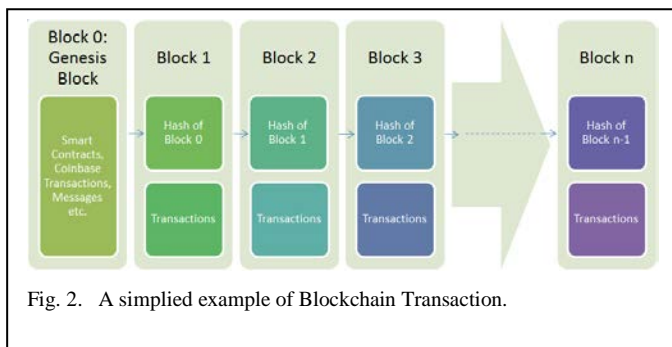 Block 0:
Genesis
Block
Smart
Contracts,
Coinbase
Transactions,
Messages
etc.
Block 1
Hash of
Block 0
Transactions
Block 2
Hash of
Block 1
Transactions
Block 3
Hash of
Block 2
Transactions
Block n
Hash of
Block n-1
Transactions
Fig. 2. A simplied example of Blockchain Transaction.